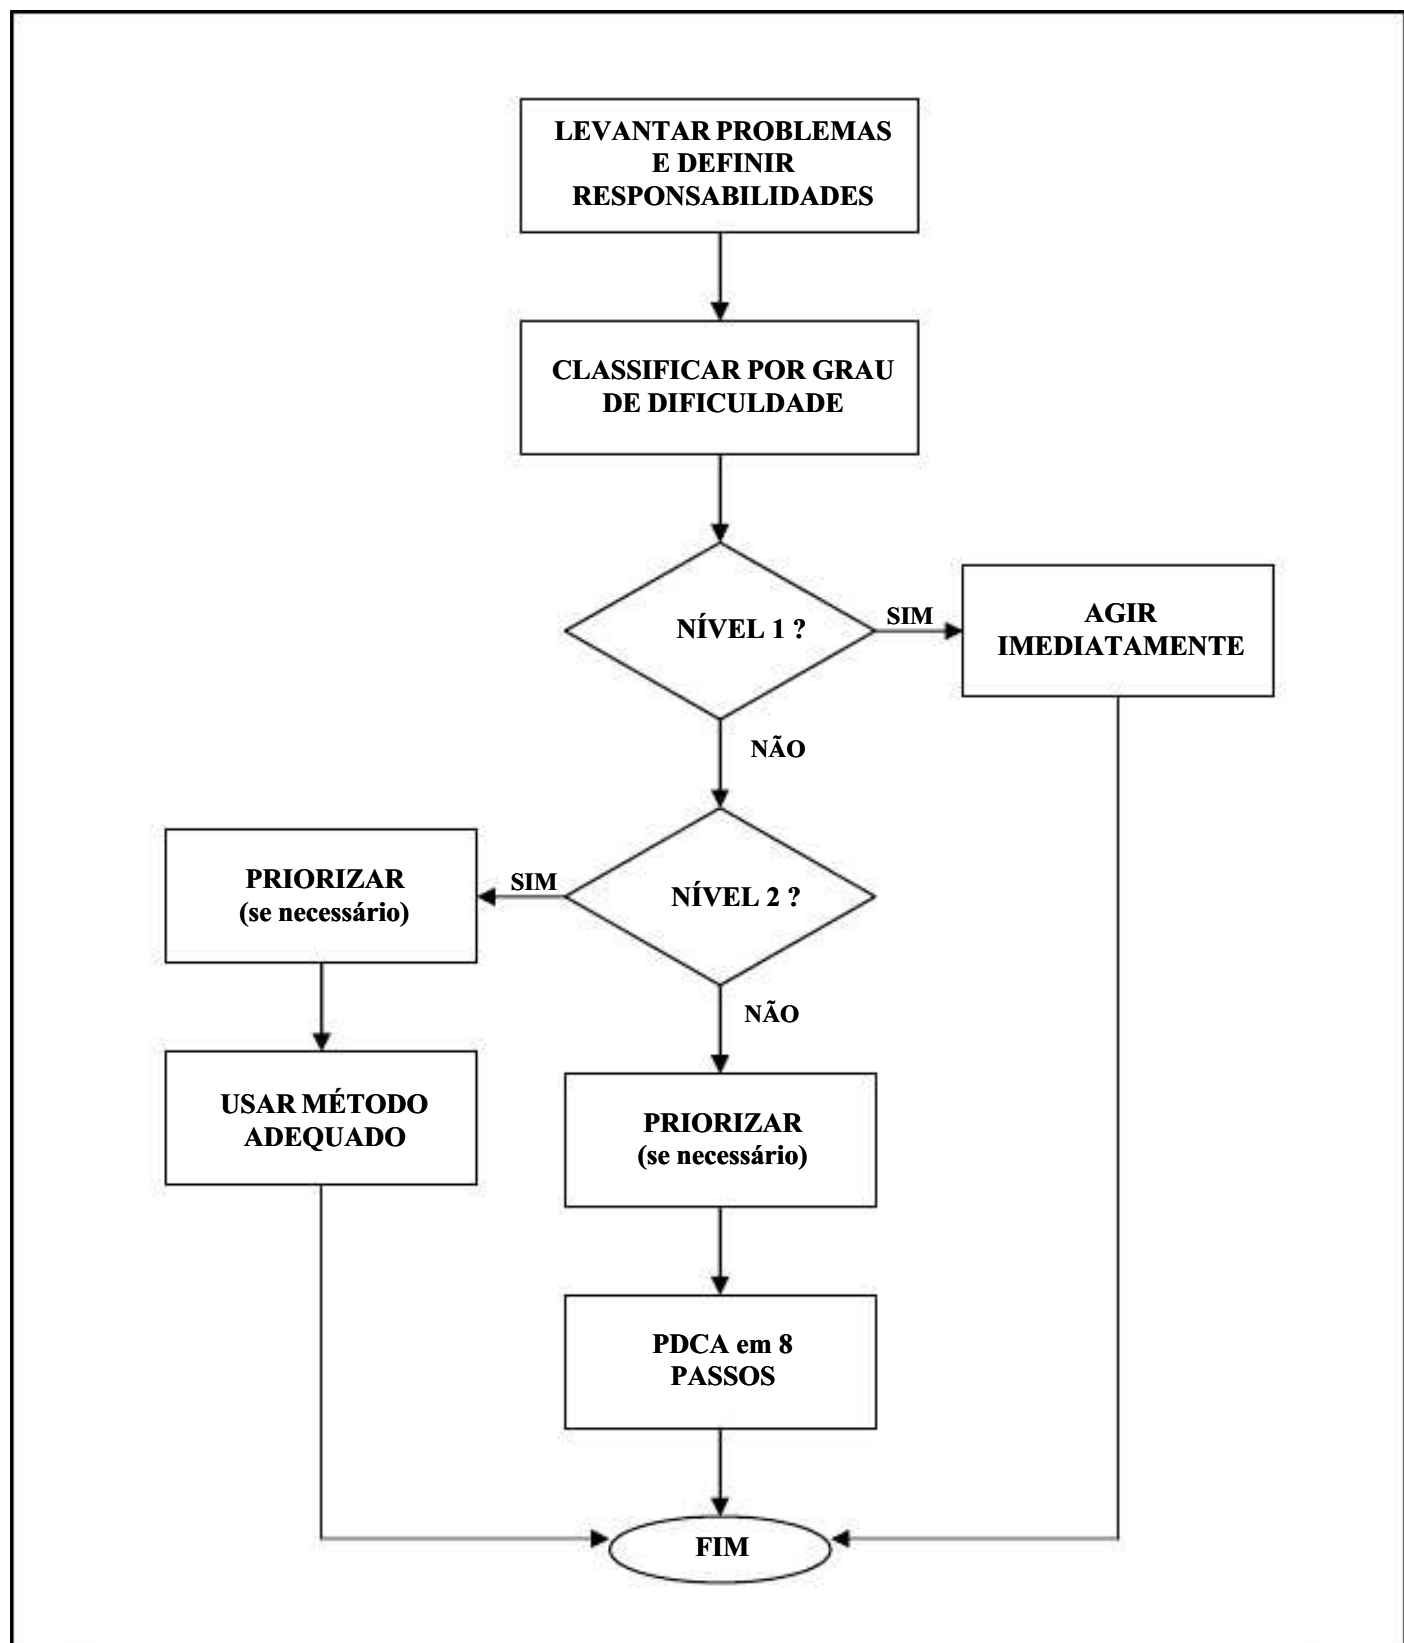 LEVANTAR PROBLEMAS
E DEFINIR
RESPONSABILIDADES
CLASSIFICAR POR GRAU
DE DIFICULDADE
NÍVEL 1 ?
SIM
AGIR
IMEDIATAMENTE
NÃO
PRIORIZAR
(se necessário)
SIM
NÍVEL 2 ?
NÃO
USAR MÉTODO
ADEQUADO
PRIORIZAR
(se necessário)
PDCA em 8
PASSOS
FIM